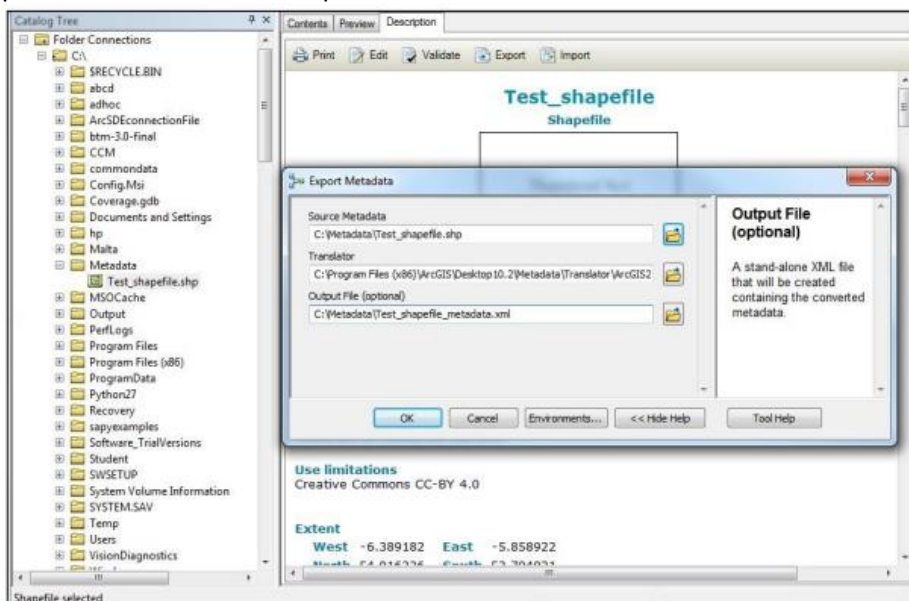 Catalog Tree
Folder Connections
C:\
$RECYCLE.BIN
abcd
adhoc
ArcSDEconnectionFile
btm-3.0-final
CCM
commondata
Config.Msi
Coverage.gdb
Documents and Settings
hp
Malta
Metadata
Test_shapefile.shp
MSOCache
Output
PerfLogs
Program Files
Program Files (x86)
ProgramData
Python27
Recovery
sapyexamples
Software_TrialVersions
Student
SWSETUP
System Volume Information
SYSTEM.SAV
Temp
Users
VisionDiagnostics
Shapefile selected
Contents Preview Description
Print Edit Validate Export Import
Test_shapefile
Shapefile
Export Metadata
Source Metadata
C:\Metadata\Test_shapefile.shp
Translator
C:\Program Files (x86)\ArcGIS\Desktop10.2\Metadata\Translator\ArcGIS2
Output File (optional)
C:\Metadata\Test_shapefile_metadata.xml
Output File
(optional)
A stand-alone XML file
that will be created
containing the converted
metadata.
OK Cancel Environments... << Hide Help Tool Help
Use limitations
Creative Commons CC-BY 4.0
Extent
West -6.389182 East -5.858922
North South